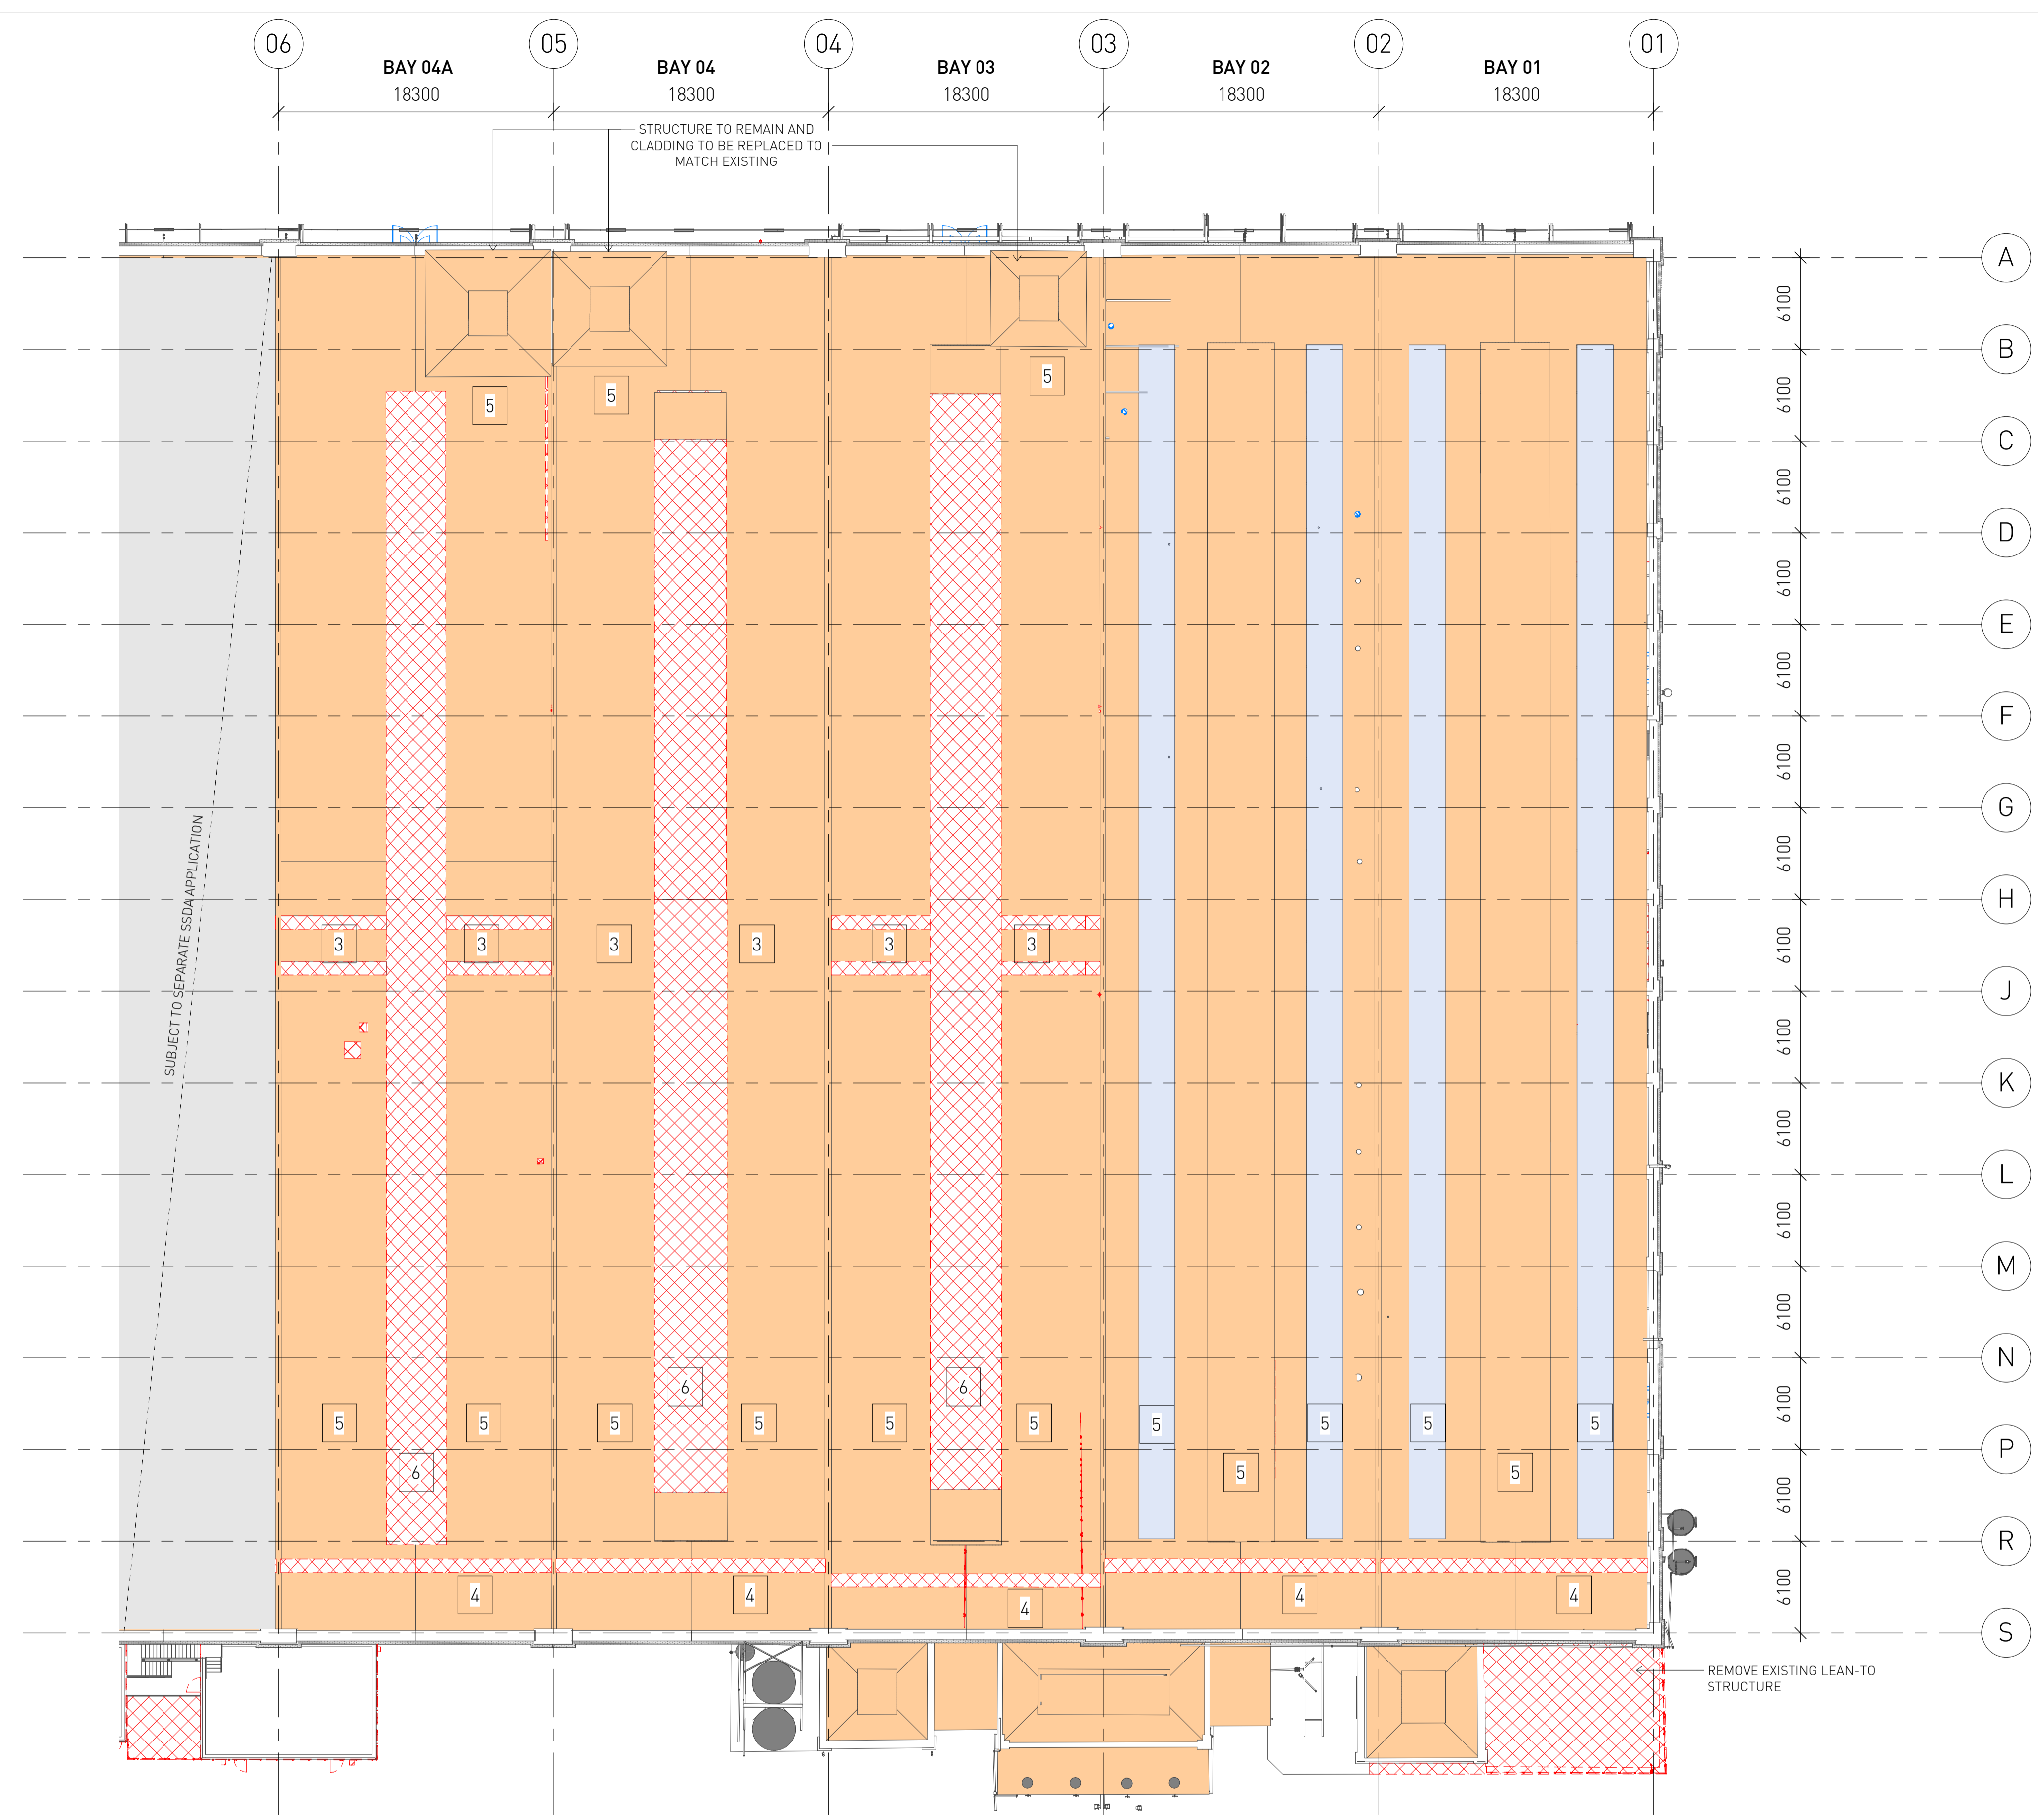 06 05 04 03 02 01
BAY 04A BAY 04 BAY 03 BAY 02 BAY 01
18300 18300 18300 18300 18300
STRUCTURE TO REMAIN AND
CLADDING TO BE REPLACED TO
MATCH EXISTING
A
6100
B
5 5 5
6100
C
6100
D
6100
E
6100
F
6100
G
6100
SUBJECT TO SEPARATE SSDA APPLICATION
H
3 3 3 3 3 3
6100
J
6100
K
6100
L
6100
M
6100
N
6 6
5 5 5 5 5 5 5 5 5 5
6100
P
6 5 5
6100
R
4 4 4 4 4
6100
S
REMOVE EXISTING LEAN-TO
STRUCTURE